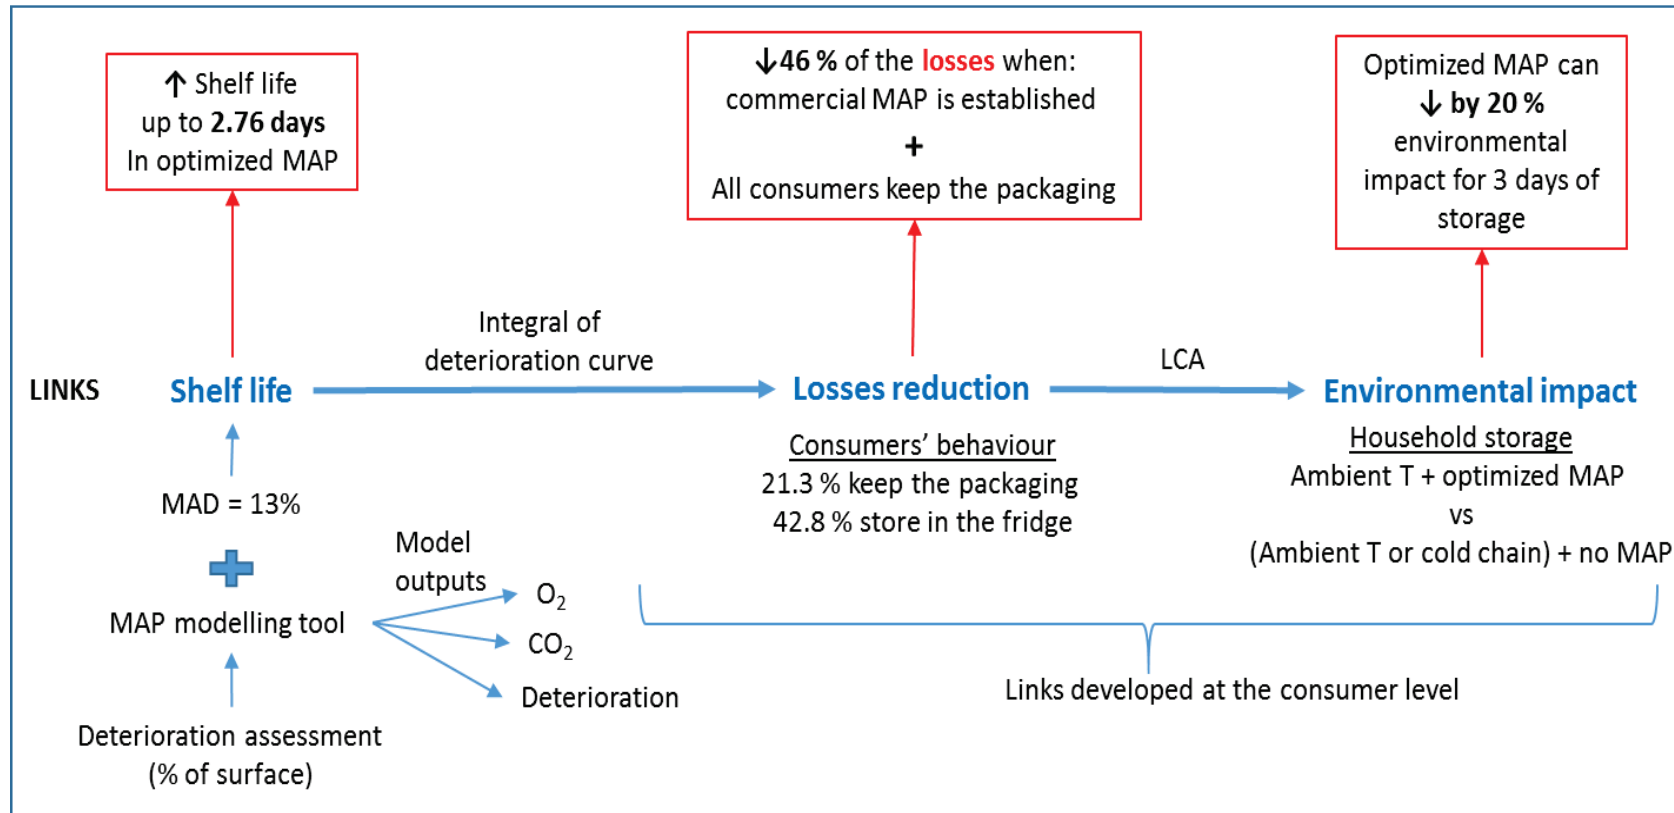 ↑ Shelf life
up to 2.76 days
In optimized MAP
↓46 % of the losses when:
commercial MAP is established
+
All consumers keep the packaging
Optimized MAP can
↓ by 20 %
environmental
impact for 3 days of
storage
Integral of
deterioration curve
LCA
LINKS
Shelf life
Losses reduction
Environmental impact
MAD = 13%
MAP modelling tool
Deterioration assessment
(% of surface)
Model
outputs
O₂
CO₂
Deterioration
Consumers’ behaviour
21.3 % keep the packaging
42.8 % store in the fridge
Household storage
Ambient T + optimized MAP
vs
(Ambient T or cold chain) + no MAP
Links developed at the consumer level